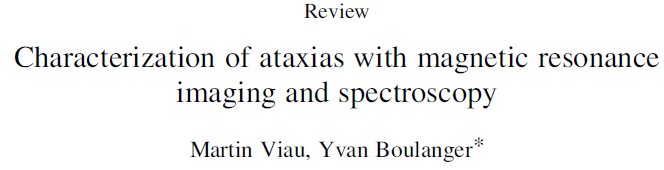 Review
Characterization of ataxias with magnetic resonance
imaging and spectroscopy
Martin Viau, Yvan Boulanger*